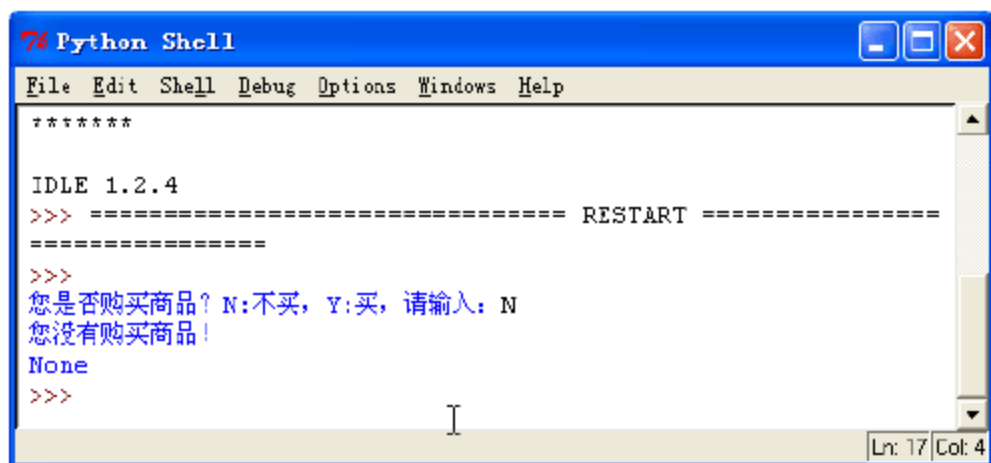 Python Shell
File Edit Shell Debug Options Windows Help
*******
IDLE 1.2.4
>>> ================================ RESTART ================
================
>>>
您是否购买商品？N:不买，Y:买，请输入：N
您没有购买商品！
None
>>>
Ln: 17 Col: 4